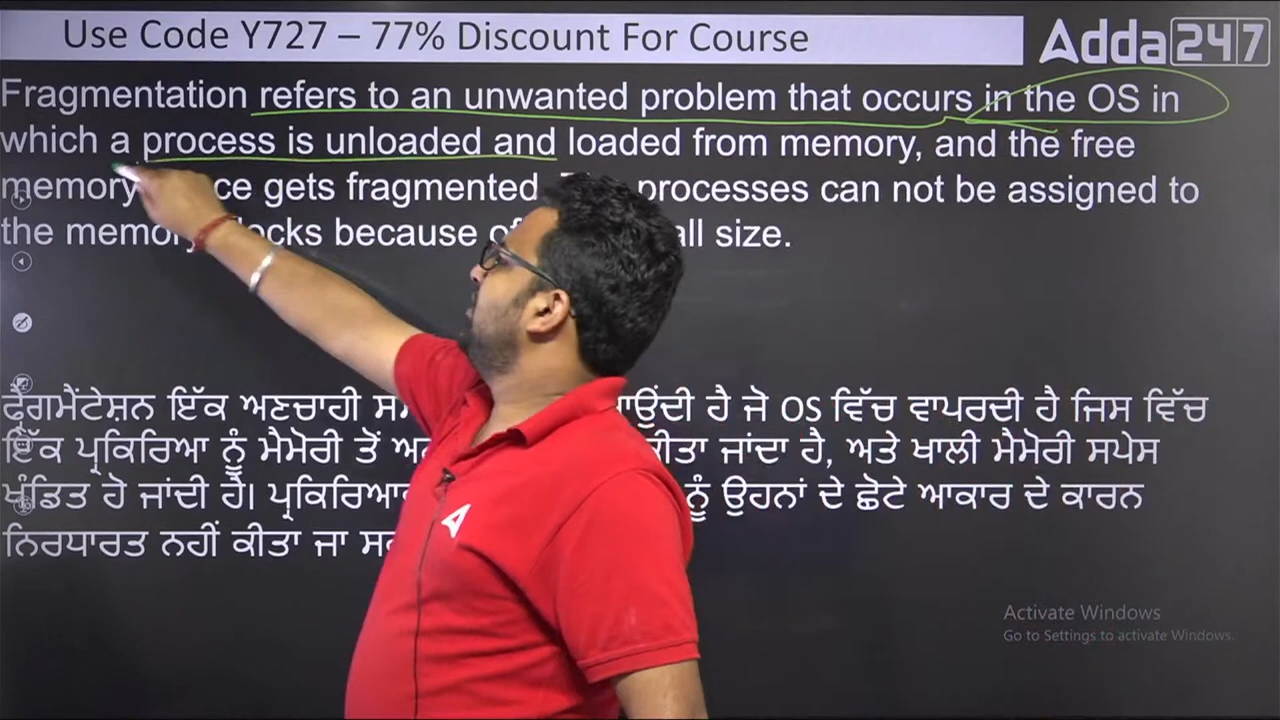 Use Code Y727 – 77% Discount For Course
Adda247
Fragmentation refers to an unwanted problem that occurs in the OS in
which a process is unloaded and loaded from memory, and the free
memory gets fragmented. processes can not be assigned to
the memory because of size.
ਫ੍ਰੈਗਮੈਂਟੇਸ਼ਨ ਇੱਕ ਅਣਚਾਹੀ ਹੈ ਜੋ OS ਵਿੱਚ ਵਾਪਰਦੀ ਹੈ ਜਿਸ ਵਿੱਚ
ਇੱਕ ਪ੍ਰਕਿਰਿਆ ਨੂੰ ਮੈਮੋਰੀ ਤੋਂ ਜਾਂਦਾ ਹੈ, ਅਤੇ ਖਾਲੀ ਮੈਮੋਰੀ ਸਪੇਸ
ਖੰਡਿਤ ਹੋ ਜਾਂਦੀ ਹੈ। ਨੂੰ ਉਹਨਾਂ ਦੇ ਛੋਟੇ ਆਕਾਰ ਦੇ ਕਾਰਨ
ਨਿਰਧਾਰਤ ਨਹੀਂ ਕੀਤਾ ਜਾ
Activate Windows
Go to Settings to activate Windows.